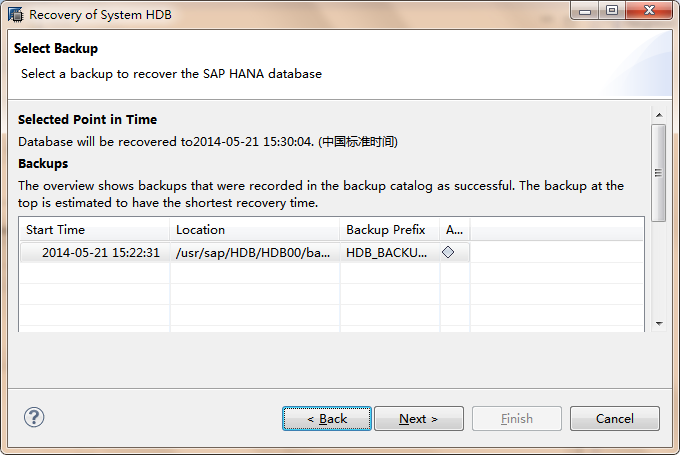 Recovery of System HDB
Select Backup
Select a backup to recover the SAP HANA database
Selected Point in Time
Database will be recovered to2014-05-21 15:30:04. (中国标准时间)
Backups
The overview shows backups that were recorded in the backup catalog as successful. The backup at the
top is estimated to have the shortest recovery time.
Start Time Location Backup Prefix A...
2014-05-21 15:22:31 /usr/sap/HDB/HDB00/ba... HDB_BACKU...
< Back Next > Finish Cancel